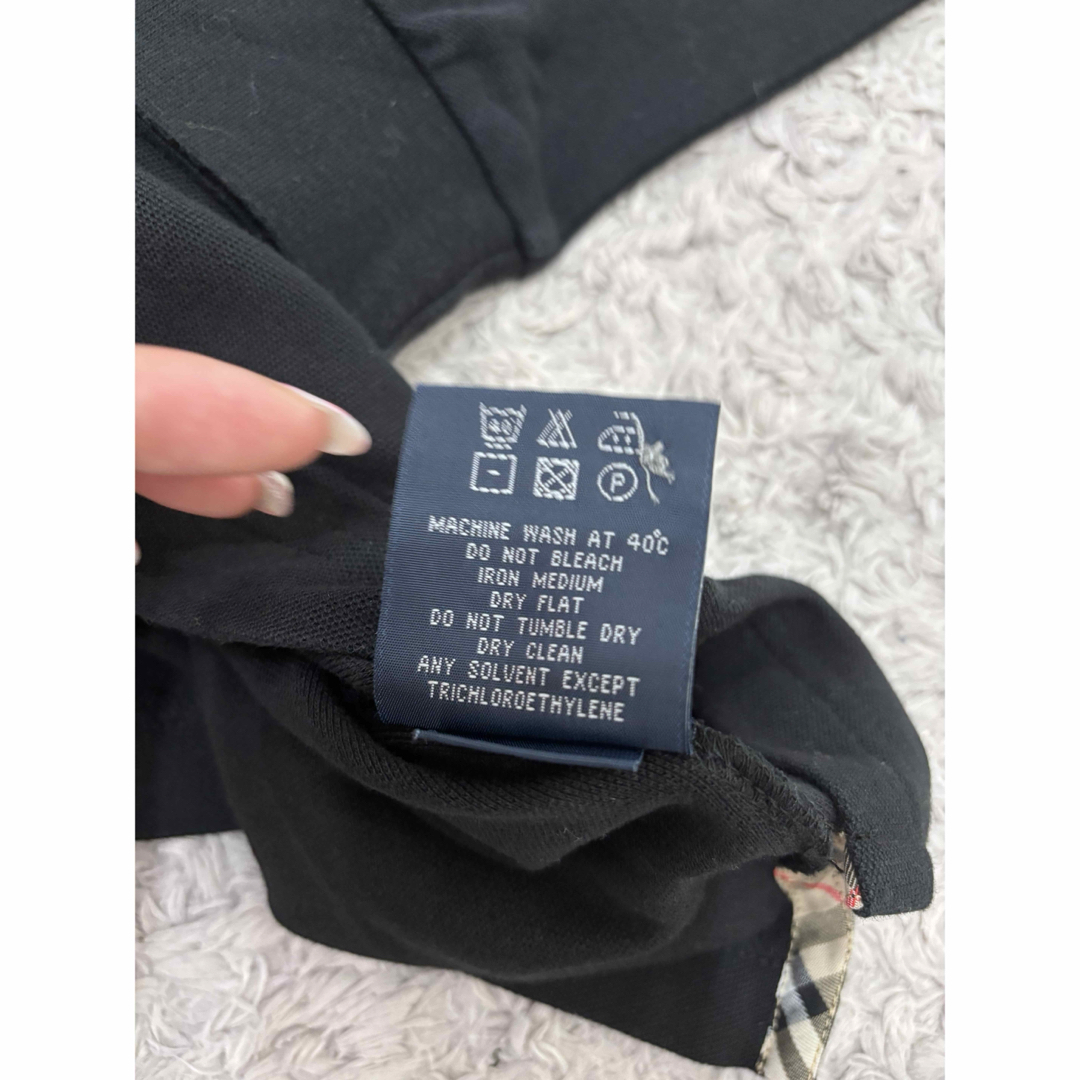 40
P
MACHINE WASH AT 40°C
DO NOT BLEACH
IRON MEDIUM
DRY FLAT
DO NOT TUMBLE DRY
DRY CLEAN
ANY SOLVENT EXCEPT
TRICHLOROETHYLENE